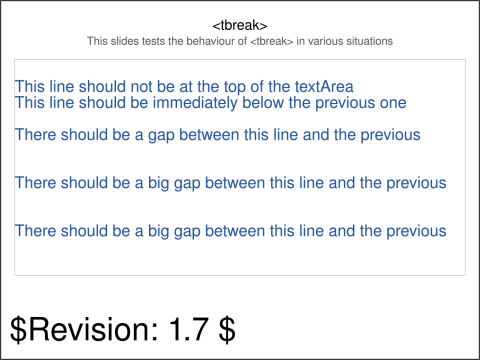 <tbreak>
This slides tests the behaviour of <tbreak> in various situations
This line should not be at the top of the textArea
This line should be immediately below the previous one
There should be a gap between this line and the previous
There should be a big gap between this line and the previous
There should be a big gap between this line and the previous
$Revision: 1.7 $